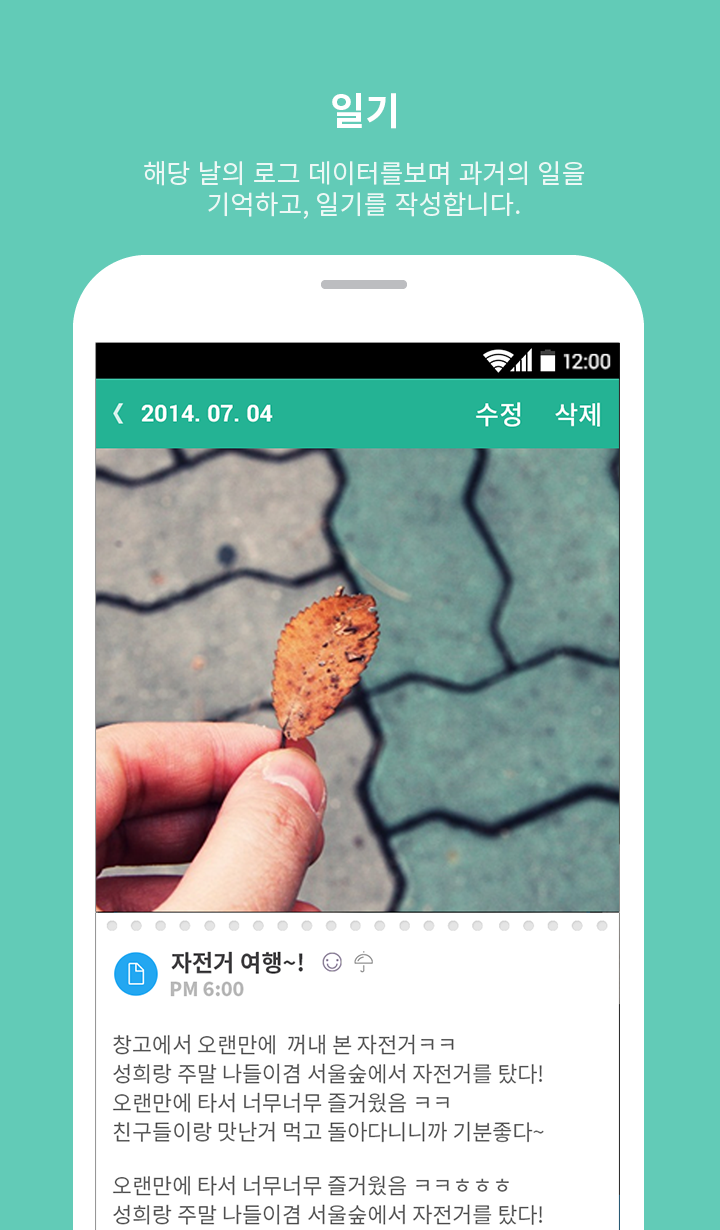 일기
해당 날의 로그 데이터를보며 과거의 일을
기억하고, 일기를 작성합니다.
12:00
2014. 07. 04 수정 삭제
자전거 여행~!
PM 6:00
창고에서 오랜만에 꺼내 본 자전거ㅋㅋ
성희랑 주말 나들이겸 서울숲에서 자전거를 탔다!
오랜만에 타서 너무너무 즐거웠음 ㅋㅋ
친구들이랑 맛난거 먹고 돌아다니니까 기분좋다~
오랜만에 타서 너무너무 즐거웠음 ㅋㅋㅎㅎㅎ
성희랑 주말 나들이겸 서울숲에서 자전거를 탔다!